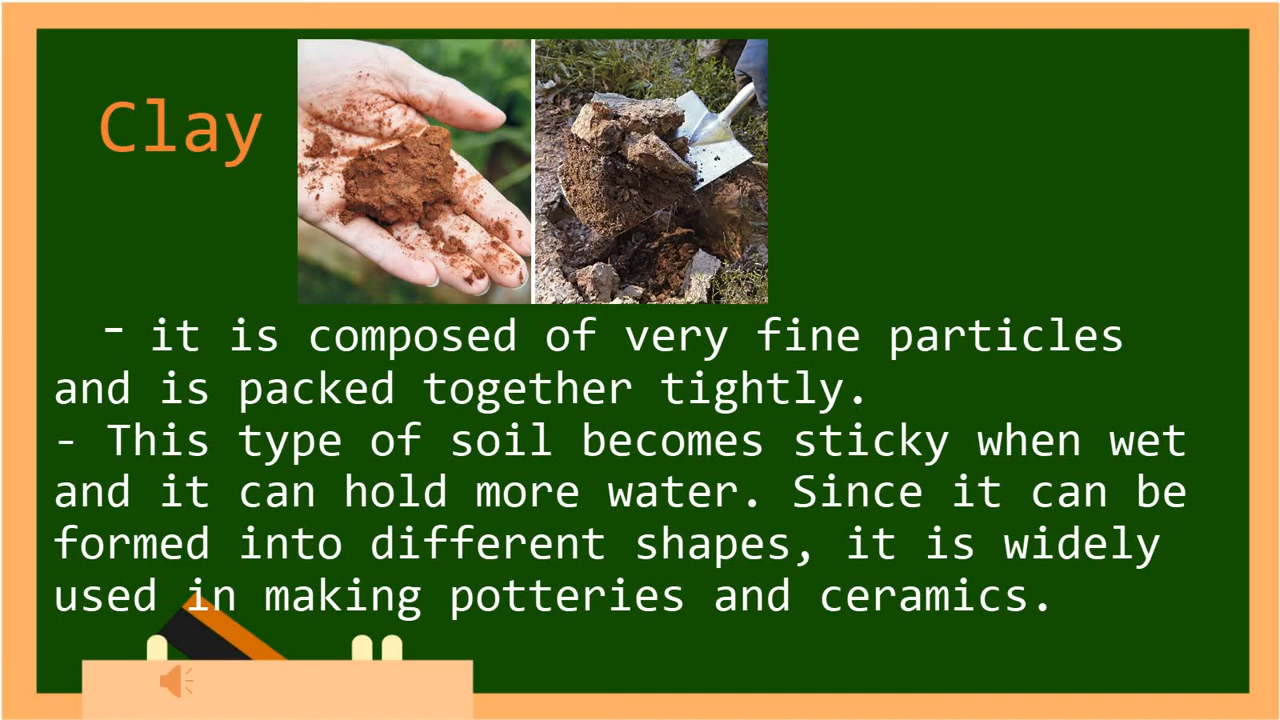 Clay
- it is composed of very fine particles
and is packed together tightly.
- This type of soil becomes sticky when wet
and it can hold more water. Since it can be
formed into different shapes, it is widely
used in making potteries and ceramics.